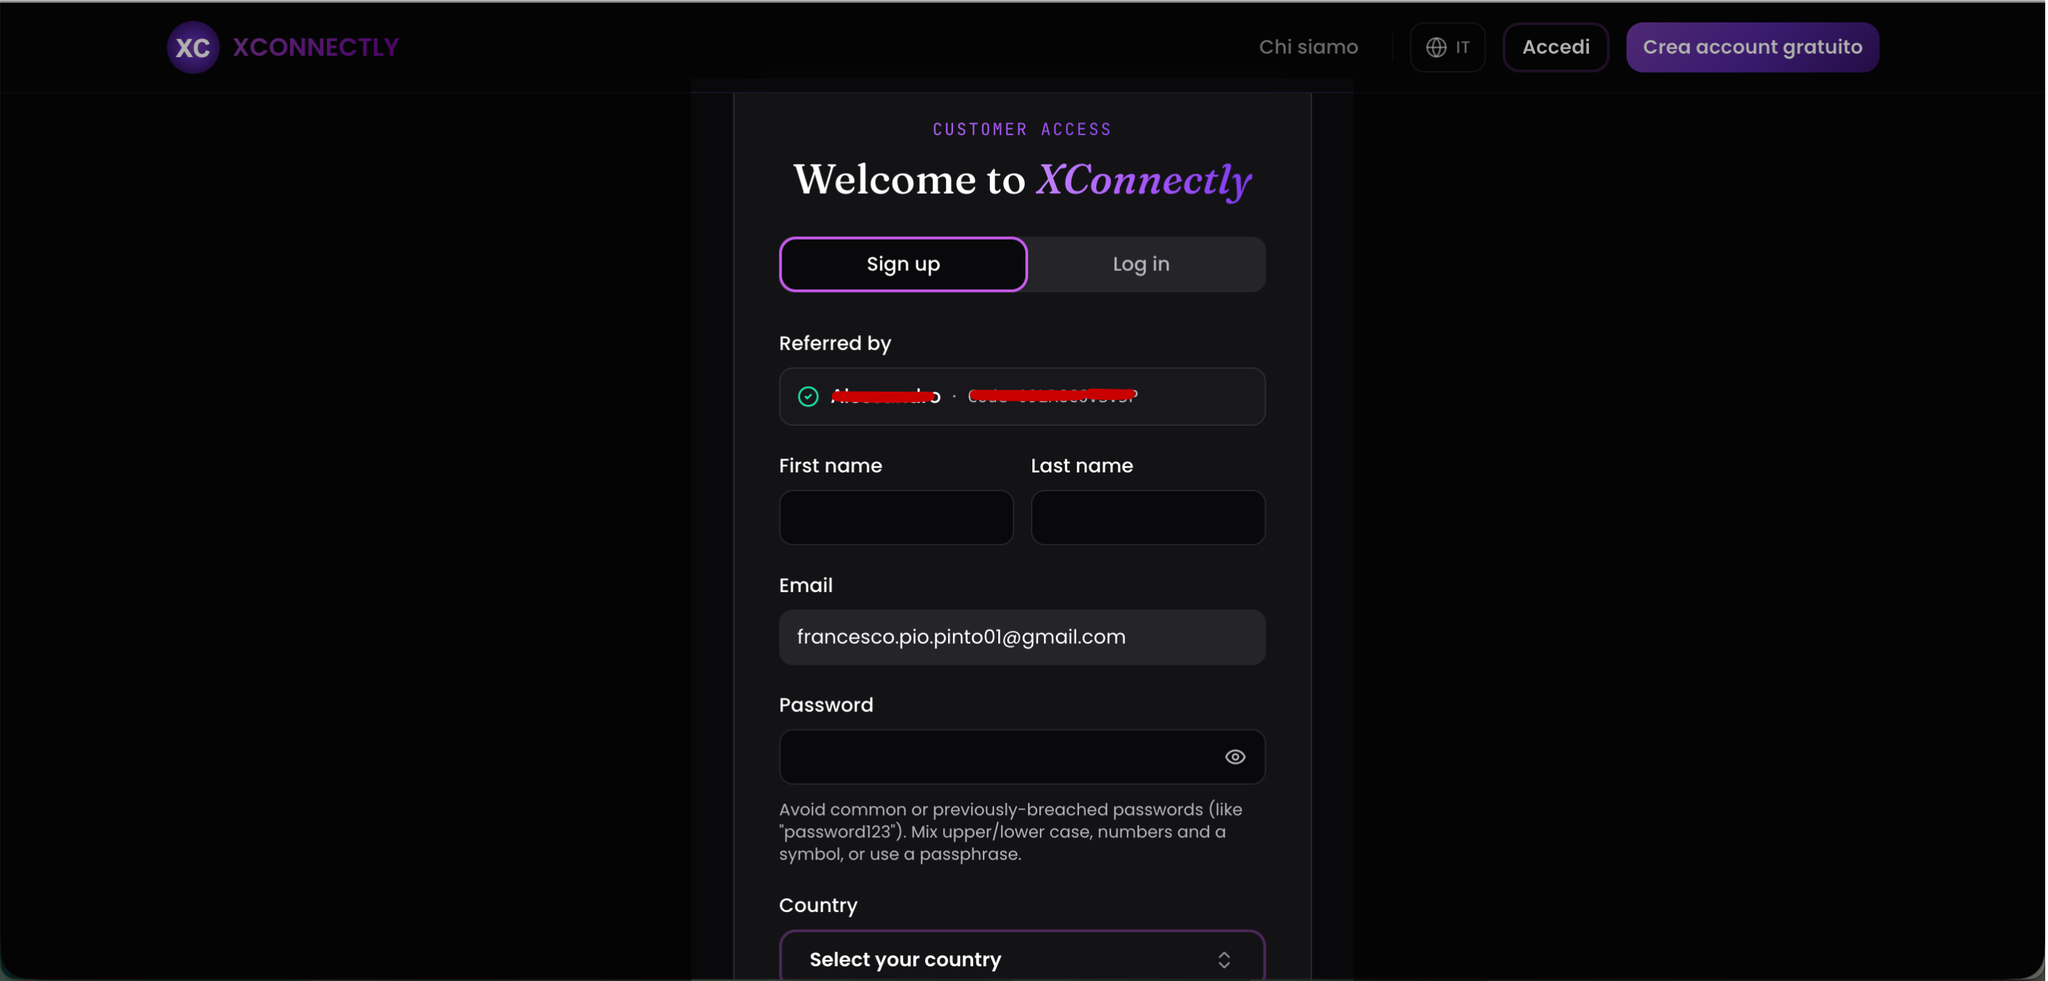 XC XCONNECTLY Chi siamo IT Accedi Crea account gratuito
CUSTOMER ACCESS
Welcome to XConnectly
Sign up Log in
Referred by
First name Last name
Email
francesco.pio.pinto01@gmail.com
Password
Avoid common or previously-breached passwords (like
"password123"). Mix upper/lower case, numbers and a
symbol, or use a passphrase.
Country
Select your country